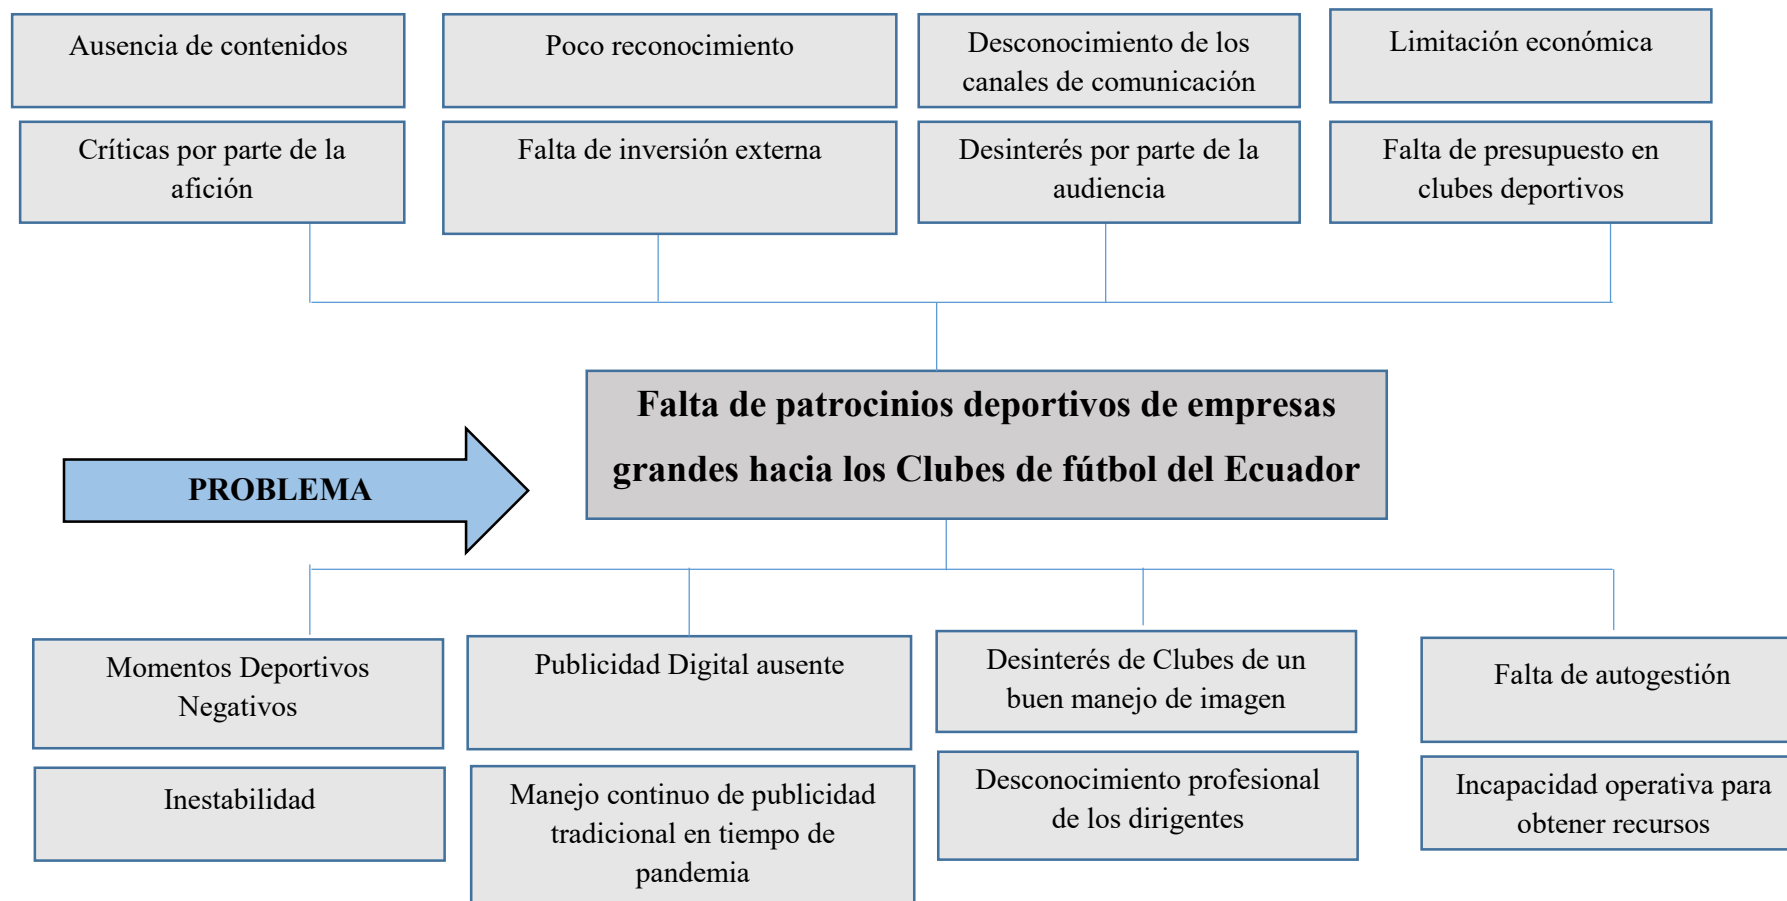 Ausencia de contenidos
Poco reconocimiento
Desconocimiento de los
canales de comunicación
Limitación económica
Críticas por parte de la
afición
Falta de inversión externa
Desinterés por parte de la
audiencia
Falta de presupuesto en
clubes deportivos
Falta de patrocinios deportivos de empresas
grandes hacia los Clubes de fútbol del Ecuador
PROBLEMA
Momentos Deportivos
Negativos
Publicidad Digital ausente
Desinterés de Clubes de un
buen manejo de imagen
Falta de autogestión
Inestabilidad
Manejo continuo de publicidad
tradicional en tiempo de
pandemia
Desconocimiento profesional
de los dirigentes
Incapacidad operativa para
obtener recursos